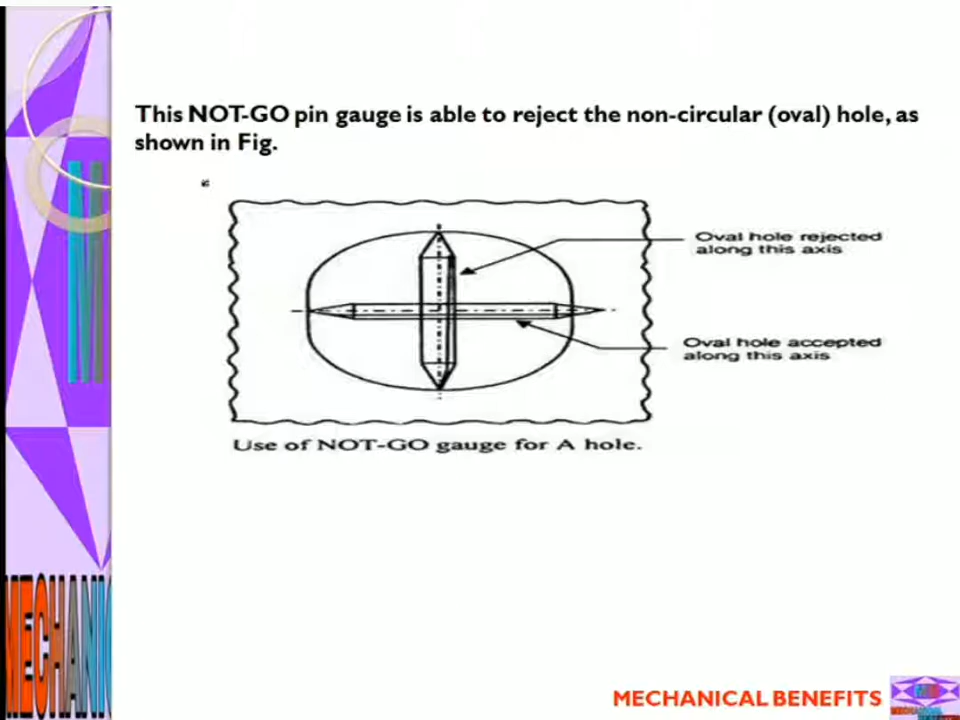 This NOT-GO pin gauge is able to reject the non-circular (oval) hole, as
shown in Fig.
Oval hole rejected
along this axis
Oval hole accepted
along this axis
Use of NOT-GO gauge for A hole.
MECHANIC
MECHANICAL BENEFITS